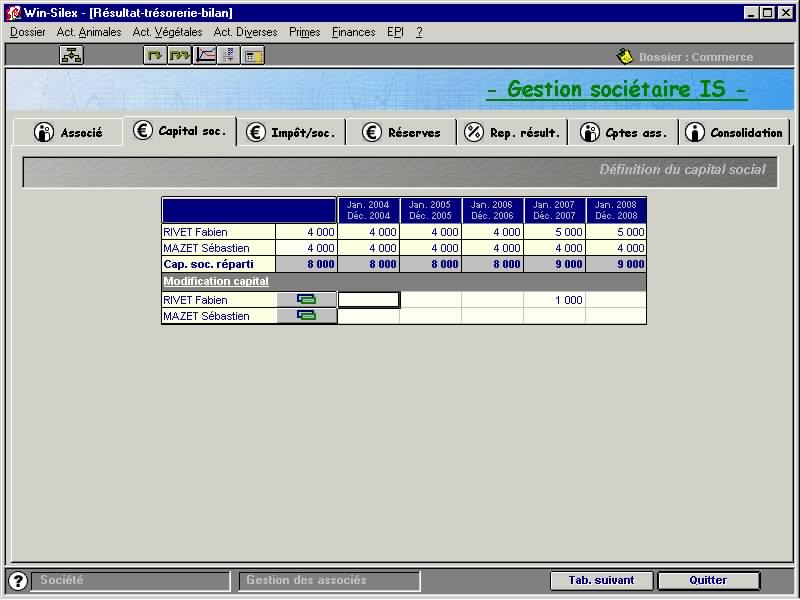 Win-Silex - [Résultat-trésorerie-bilan]
Dossier Act. Animales Act. Végétales Act. Diverses Primes Finances EPI ?
Dossier : Commerce
- Gestion sociétaire IS -
Associé Capital soc. Impôt/soc. Réserves Rep. résult. Cptes ass. Consolidation
Définition du capital social
Jan. 2004 Jan. 2005 Jan. 2006 Jan. 2007 Jan. 2008
Déc. 2004 Déc. 2005 Déc. 2006 Déc. 2007 Déc. 2008
RIVET Fabien 4 000 4 000 4 000 4 000 5 000 5 000
MAZET Sébastien 4 000 4 000 4 000 4 000 4 000 4 000
Cap. soc. réparti 8 000 8 000 8 000 8 000 9 000 9 000
Modification capital
RIVET Fabien 1 000
MAZET Sébastien
? Société Gestion des associés Tab. suivant Quitter